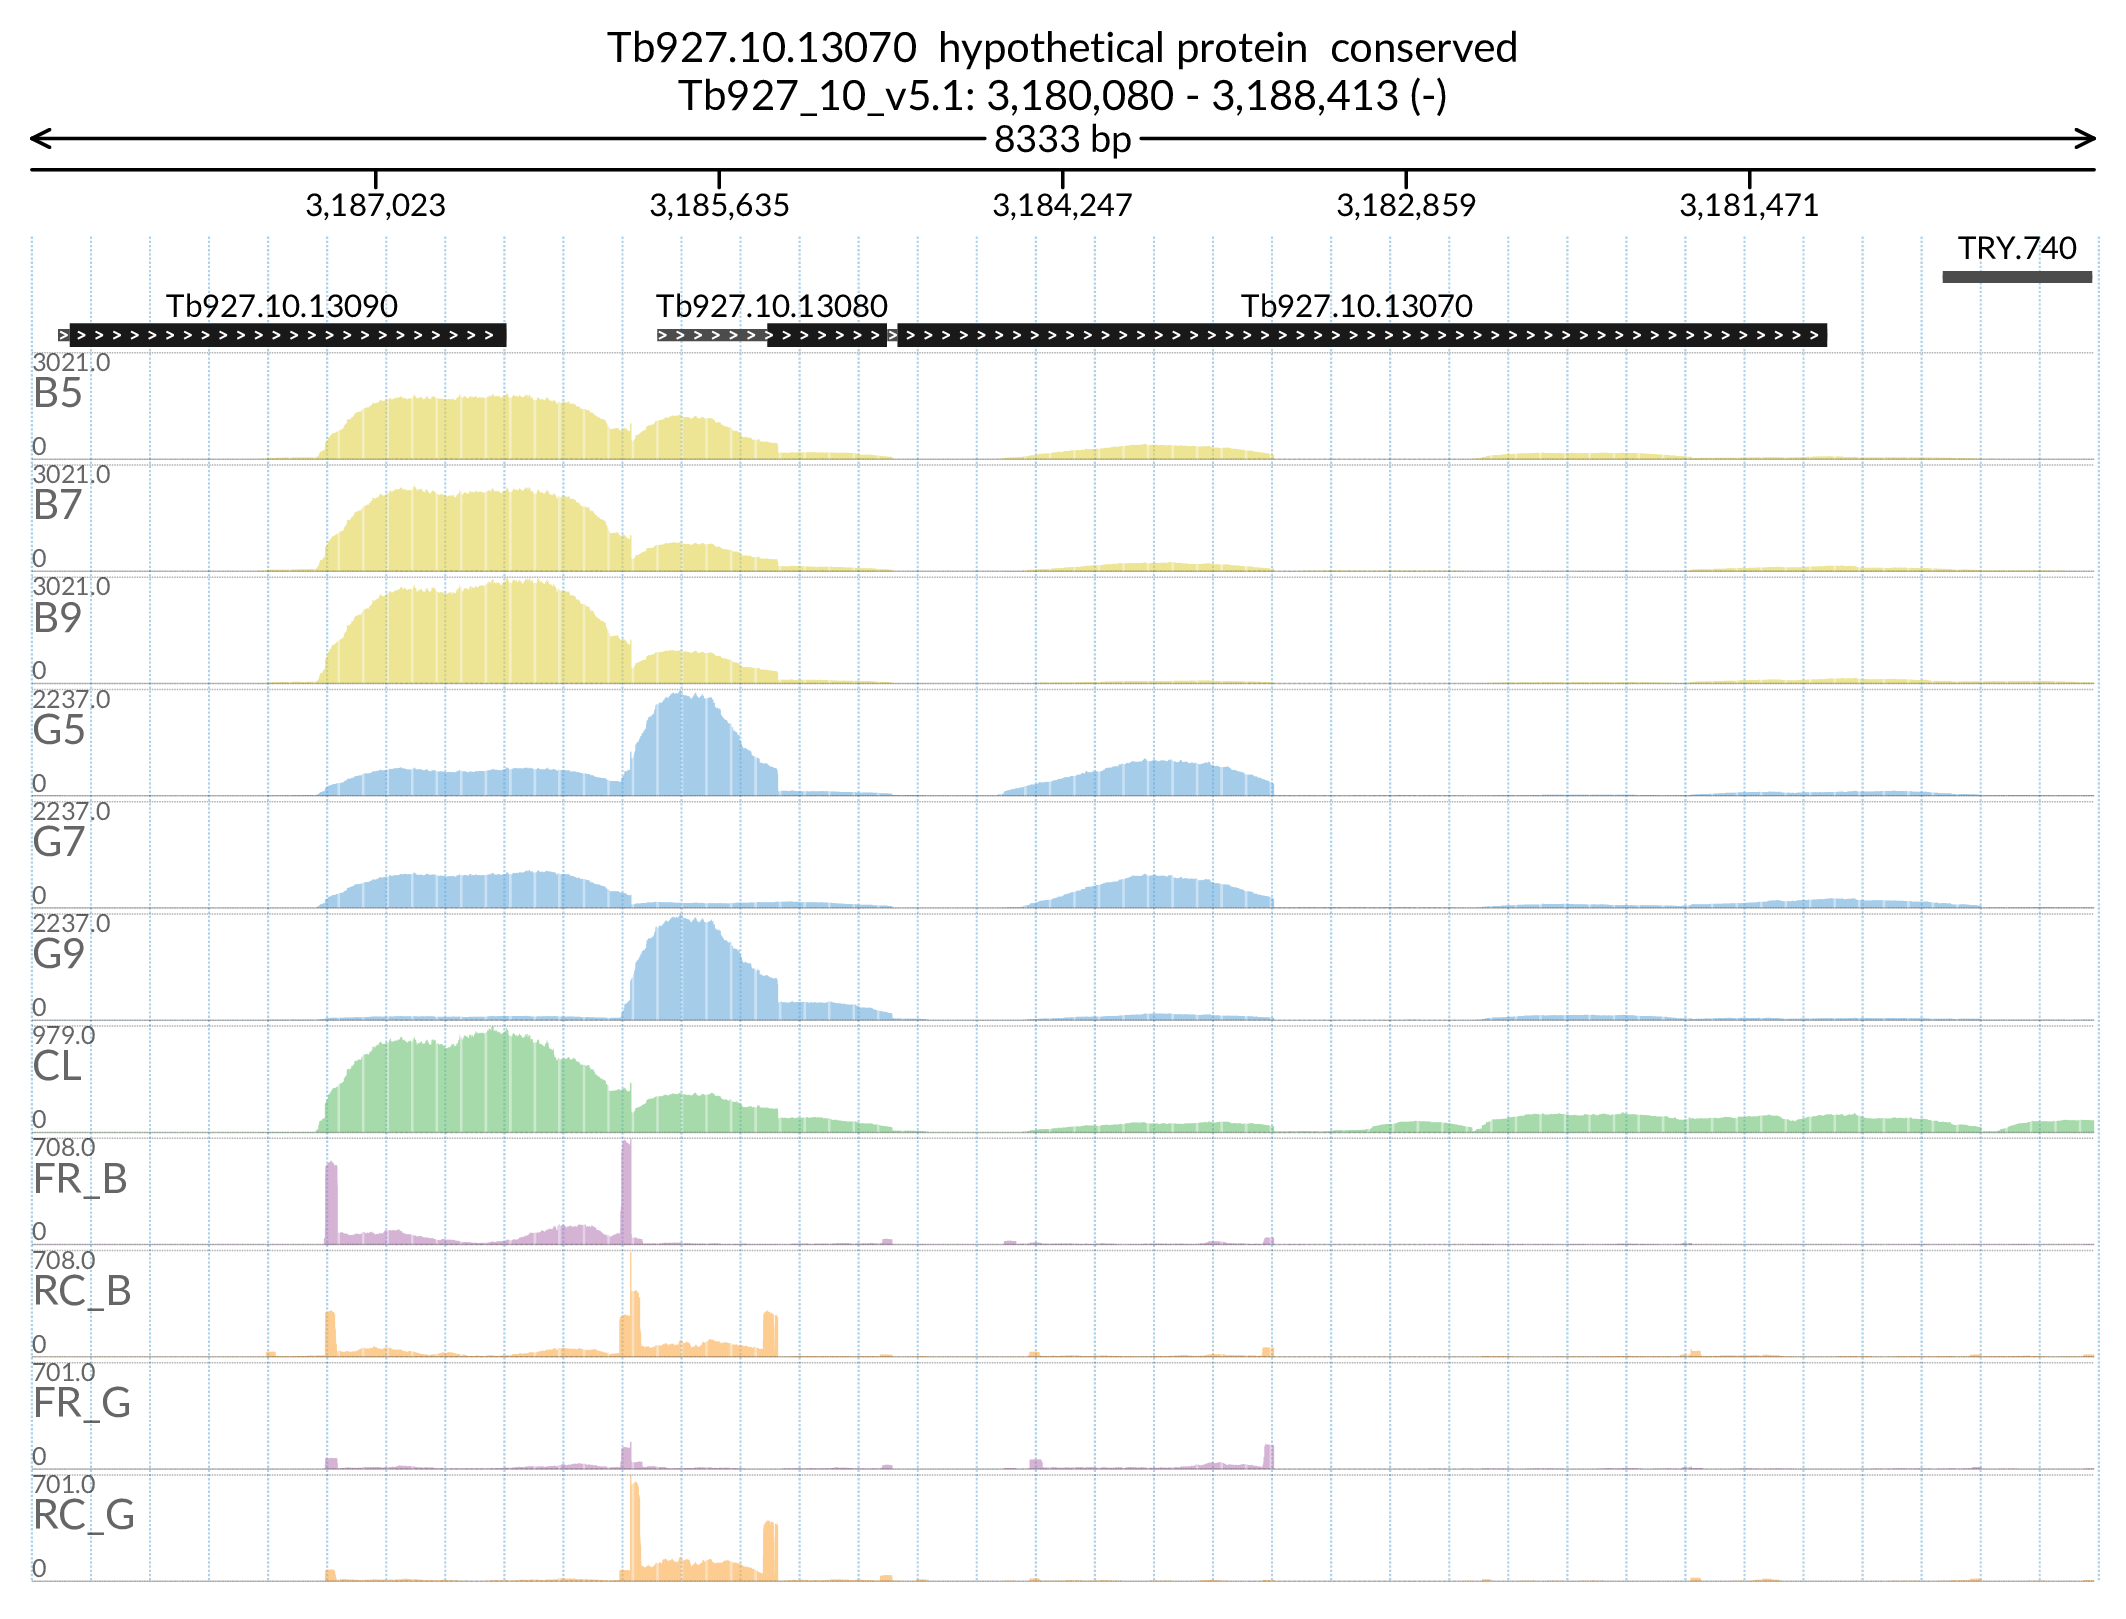 Tb927.10.13070 hypothetical protein conserved
Tb927_10_v5.1: 3,180,080 - 3,188,413 (-)
8333 bp
3,187,023 3,185,635 3,184,247 3,182,859 3,181,471
TRY.740
Tb927.10.13090 Tb927.10.13080 Tb927.10.13070
3021.0
B5
0
3021.0
B7
0
3021.0
B9
0
2237.0
G5
0
2237.0
G7
0
2237.0
G9
0
979.0
CL
0
708.0
FR_B
0
708.0
RC_B
0
701.0
FR_G
0
701.0
RC_G
0